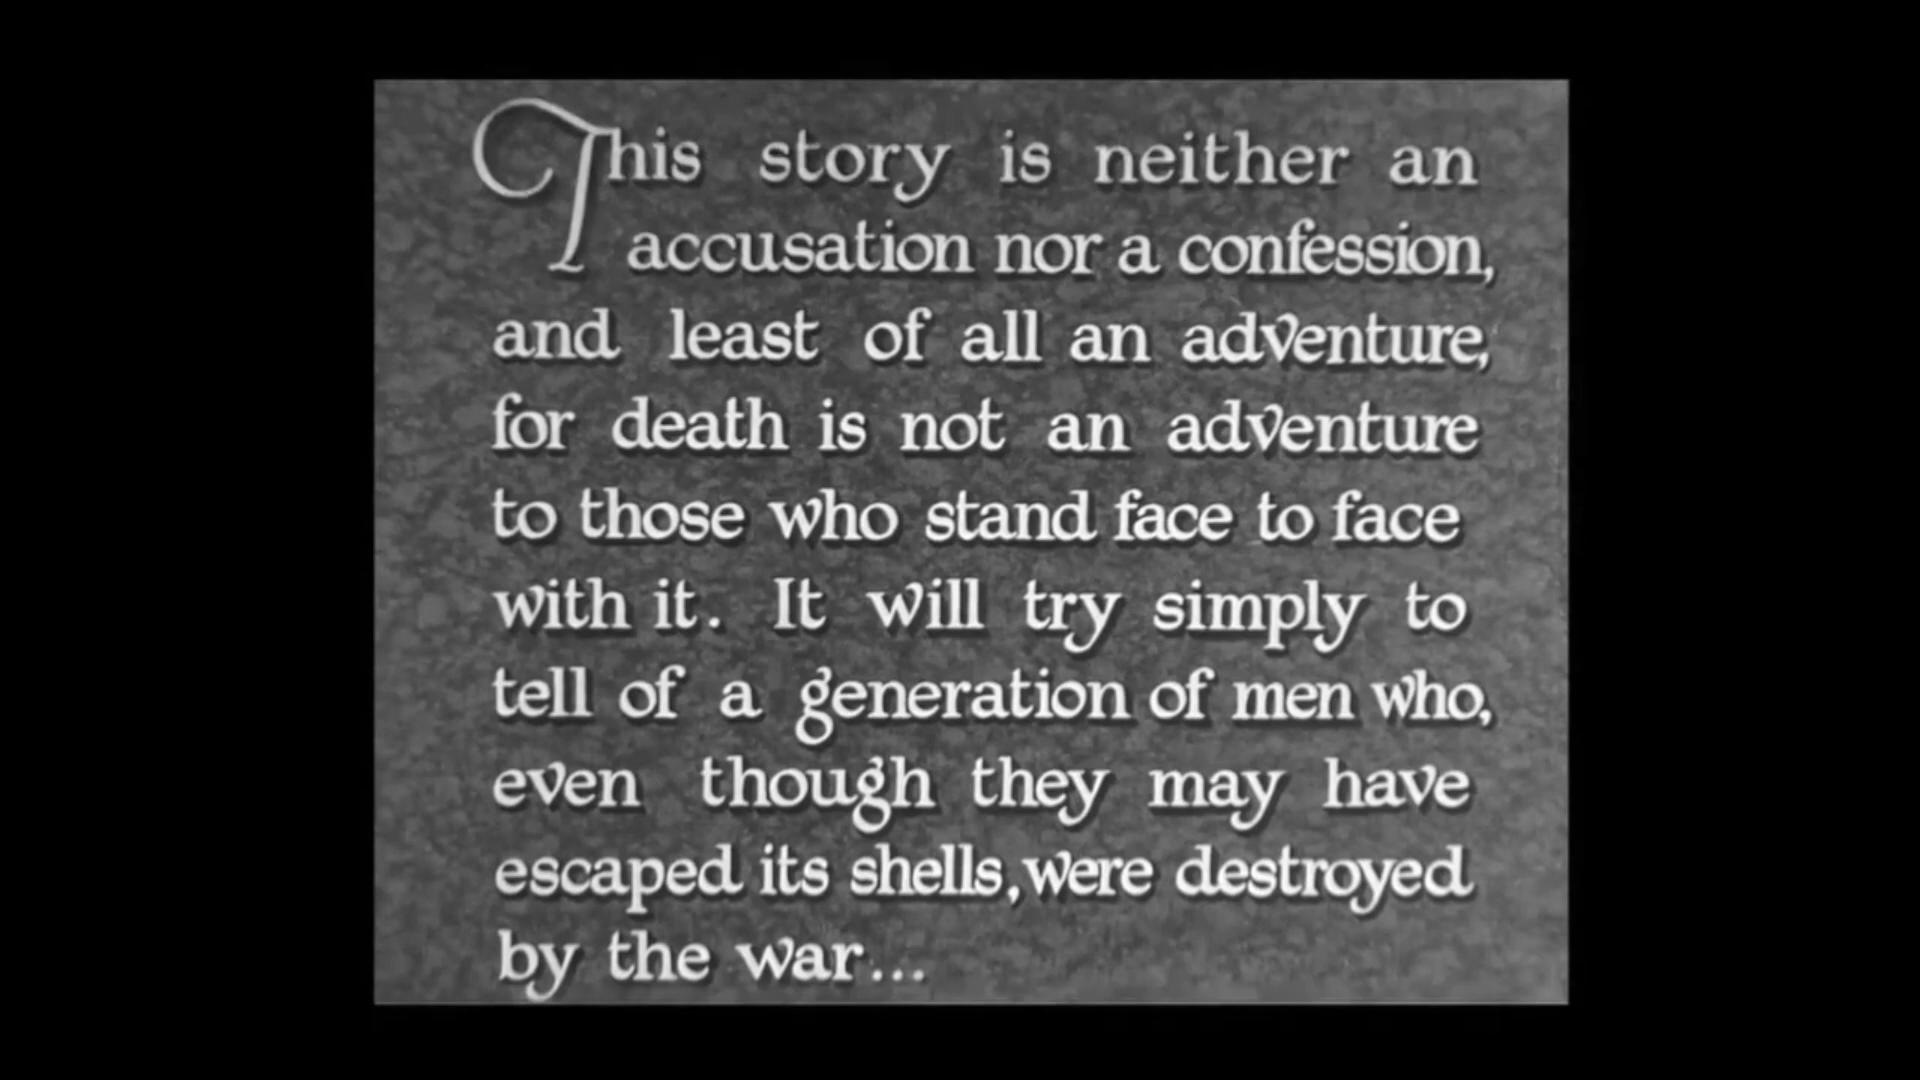 This story is neither an
accusation nor a confession,
and least of all an adventure,
for death is not an adventure
to those who stand face to face
with it. It will try simply to
tell of a generation of men who,
even though they may have
escaped its shells, were destroyed
by the war...